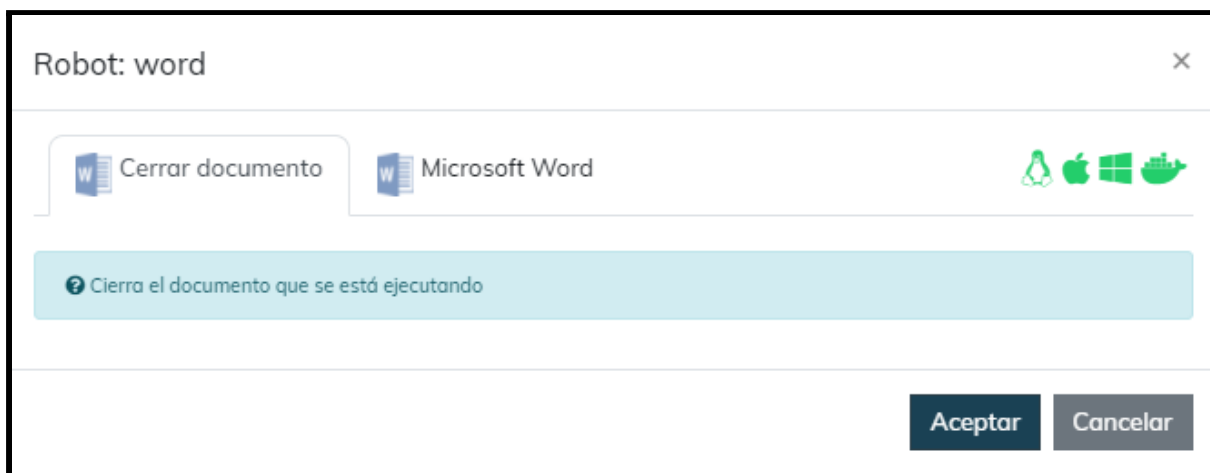 Robot: word
×
Cerrar documento
Microsoft Word
Cierra el documento que se está ejecutando
Aceptar
Cancelar